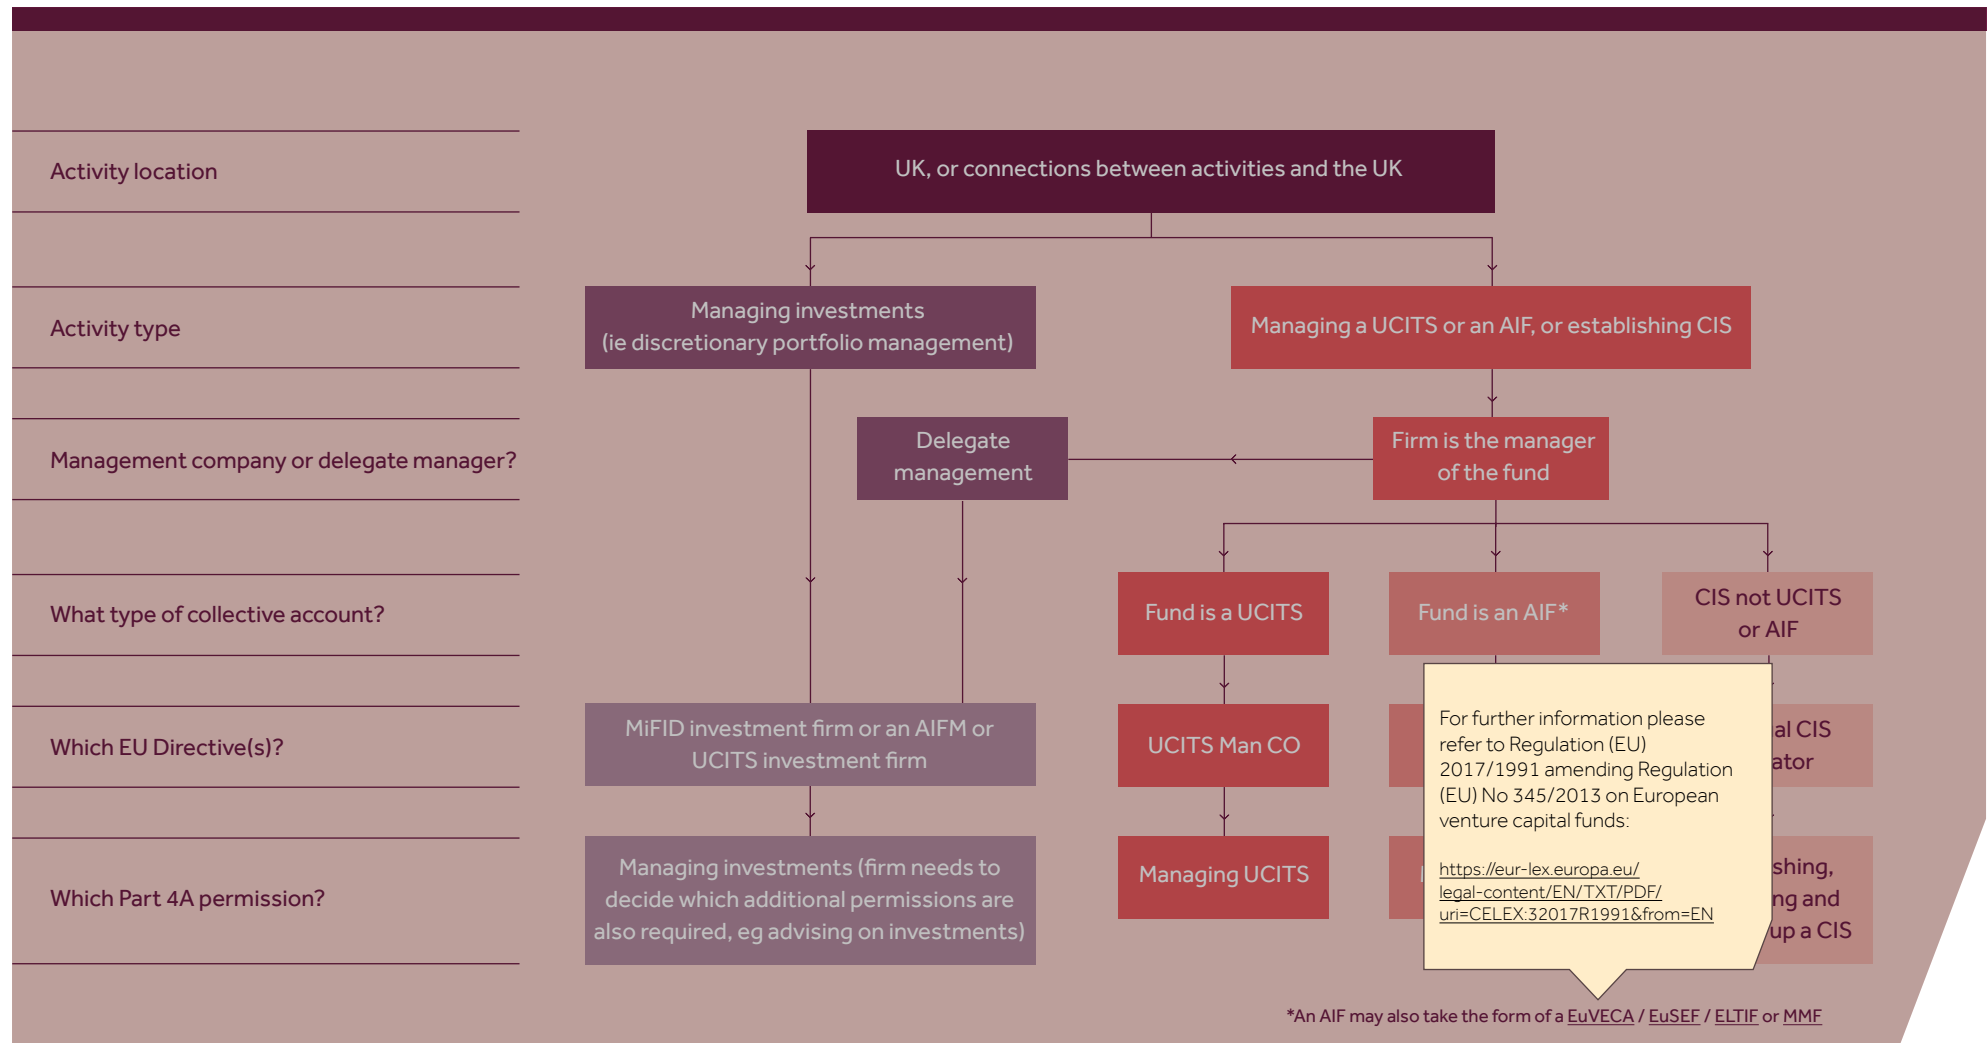 Activity location
UK, or connections between activities and the UK
Activity type
Managing investments
(ie discretionary portfolio management)
Managing a UCITS or an AIF, or establishing CIS
Management company or delegate manager?
Delegate
management
Firm is the manager
of the fund
What type of collective account?
Fund is a UCITS
Fund is an AIF*
CIS not UCITS
or AIF
Which EU Directive(s)?
MiFID investment firm or an AIFM or
UCITS investment firm
UCITS Man CO
CIS
Which Part 4A permission?
Managing investments (firm needs to
decide which additional permissions are
also required, eg advising on investments)
Managing UCITS
and
up a CIS
For further information please
refer to Regulation (EU)
2017/1991 amending Regulation
(EU) No 345/2013 on European
venture capital funds:
https://eur-lex.europa.eu/
legal-content/EN/TXT/PDF/
uri=CELEX:32017R1991&from=EN
*An AIF may also take the form of a EuVECA / EuSEF / ELTIF or MMF